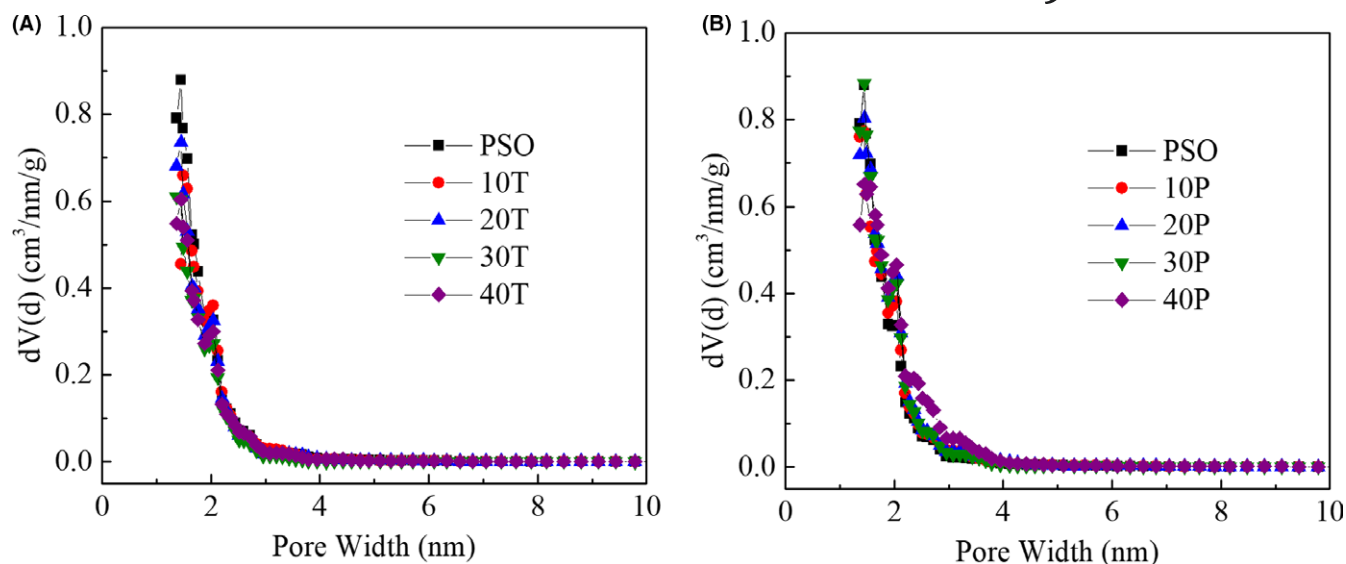 (A)
1.0
0.8
0.6
0.4
0.2
0.0
dV(d) (cm³/nm/g)
PSO
10T
20T
30T
40T
0 2 4 6 8 10
Pore Width (nm)
(B)
1.0
0.8
0.6
0.4
0.2
0.0
dV(d) (cm³/nm/g)
PSO
10P
20P
30P
40P
0 2 4 6 8 10
Pore Width (nm)